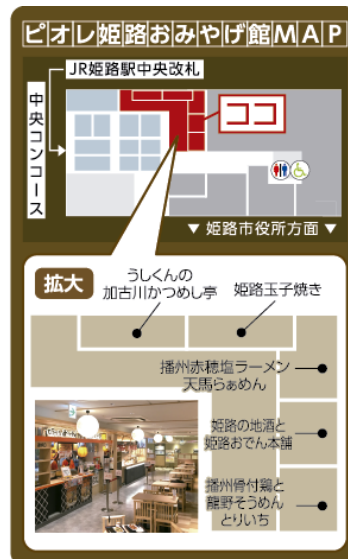 ピオレ姫路おみやげ館MAP
JR姫路駅中央改札
中央コンコース
ココ
▼ 姫路市役所方面 ▼
拡大
うしくんの
加古川かつめし亭
姫路玉子焼き
播州赤穂塩ラーメン
天馬らぁめん
姫路の地酒と
姫路おでん本舗
播州骨付鶏と
龍野そうめん
とりいち